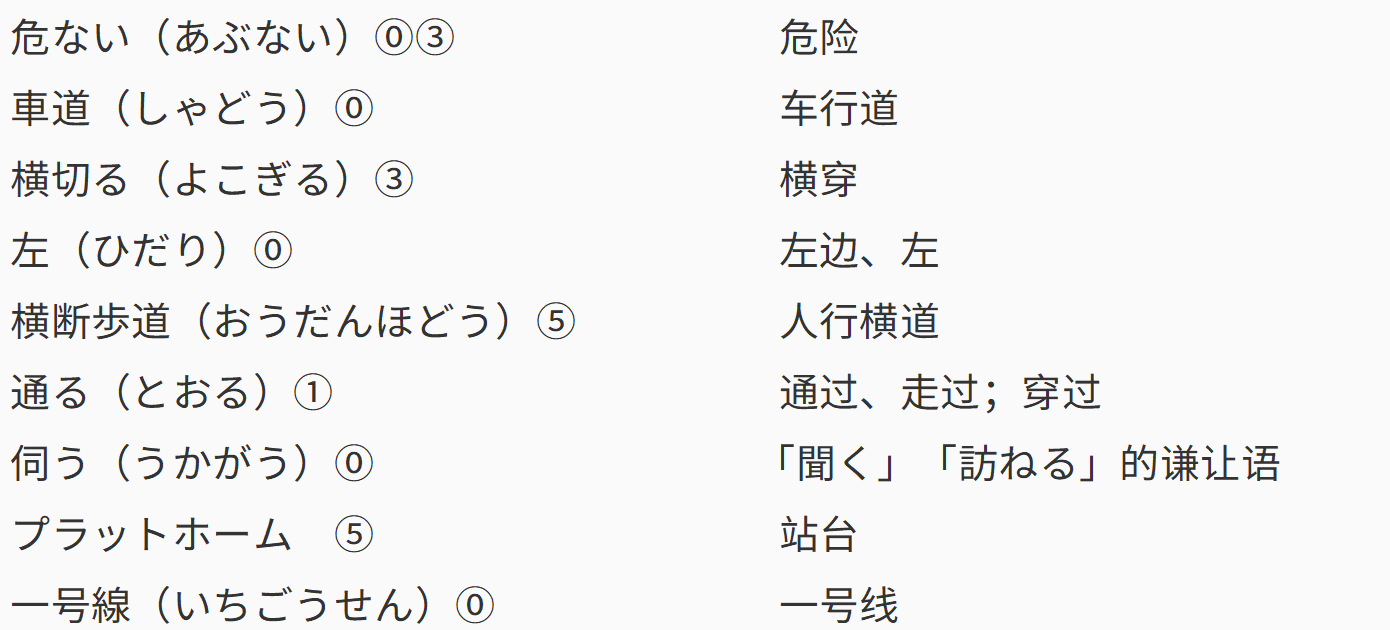 危ない（あぶない）⓪③ 危险
車道（しゃどう）⓪ 车行道
横切る（よこぎる）③ 横穿
左（ひだり）⓪ 左边、左
横断歩道（おうだんほどう）⑤ 人行横道
通る（とおる）① 通过、走过；穿过
伺う（うかがう）⓪ 「聞く」「訪ねる」的谦让语
プラットホーム　⑤ 站台
一号線（いちごうせん）⓪ 一号线